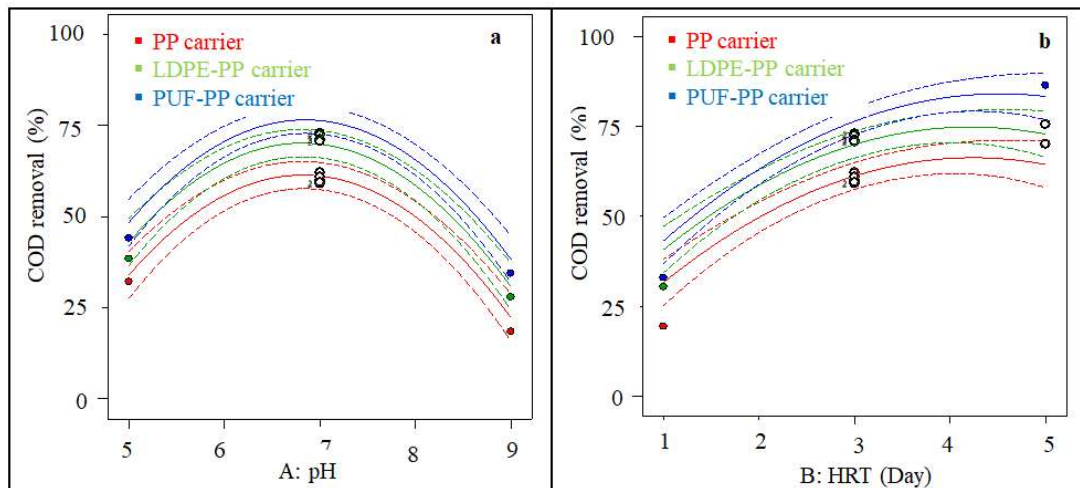 a
PP carrier
LDPE-PP carrier
PUF-PP carrier
COD removal (%)
100
75
50
25
0
5
6
7
8
9
A: pH
b
PP carrier
LDPE-PP carrier
PUF-PP carrier
COD removal (%)
100
75
50
25
0
1
2
3
4
5
B: HRT (Day)